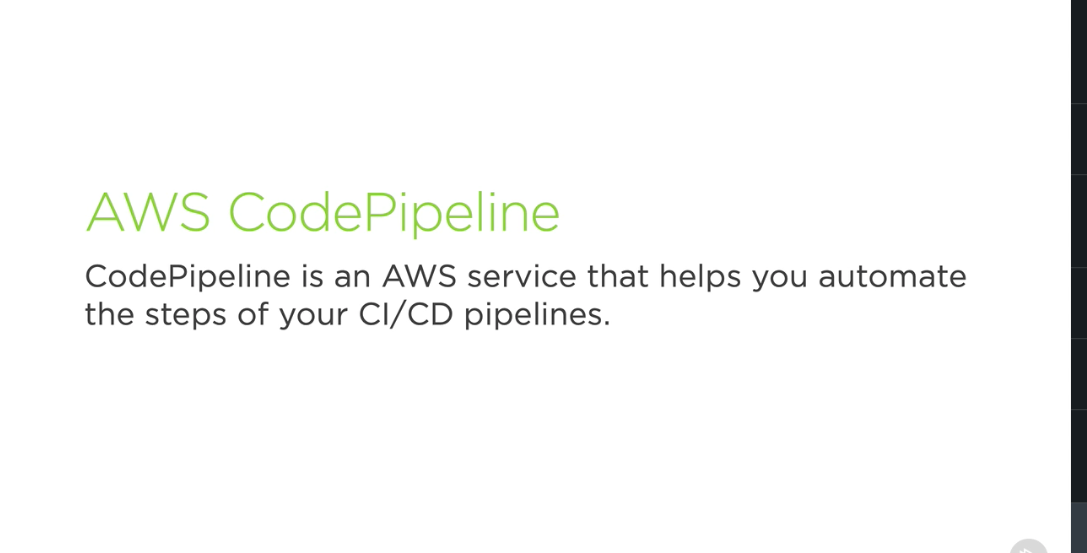 AWS CodePipeline
CodePipeline is an AWS service that helps you automate
the steps of your CI/CD pipelines.